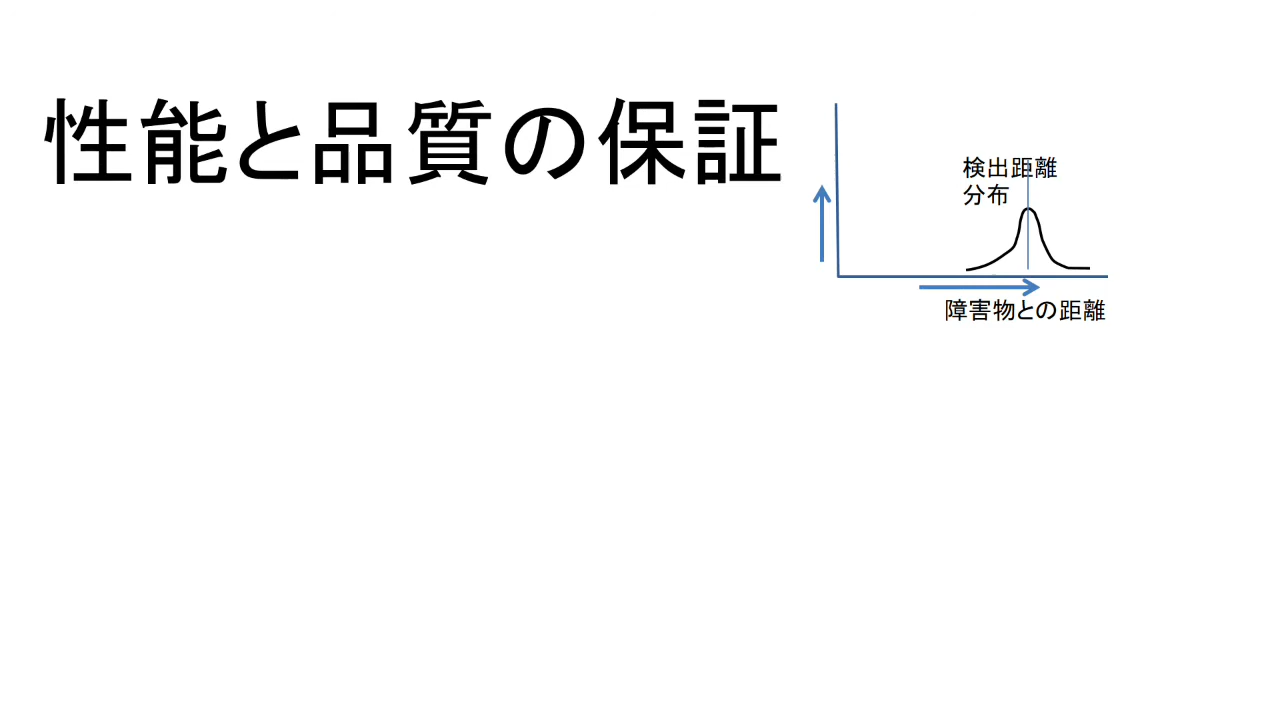 性能と品質の保証
検出距離
分布
障害物との距離